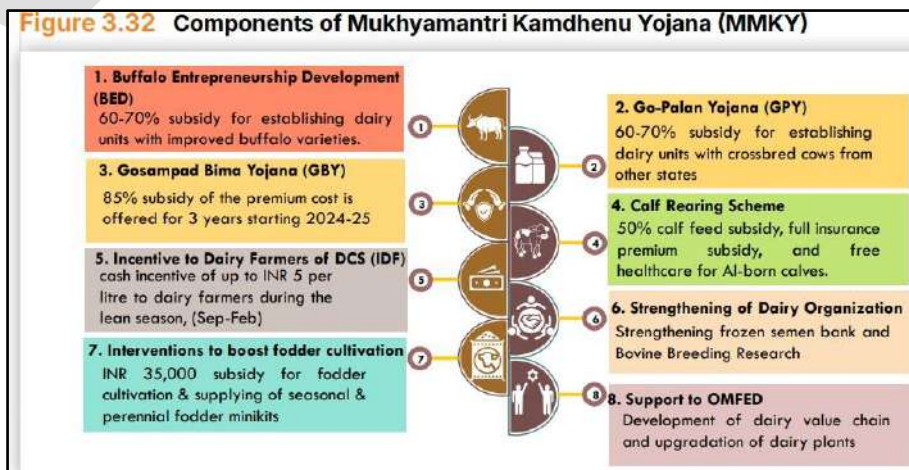 Figure 3.32 Components of Mukhyamantri Kamdhenu Yojana (MMKY)
1. Buffalo Entrepreneurship Development
(BED)
60-70% subsidy for establishing dairy
units with improved buffalo varieties.
1
2. Go-Palan Yojana (GPY)
60-70% subsidy for establishing
dairy units with crossbred cows from
other states
2
3. Gosampad Bima Yojana (GBY)
85% subsidy of the premium cost is
offered for 3 years starting 2024-25
3
4. Calf Rearing Scheme
50% calf feed subsidy, full insurance
premium subsidy, and free
healthcare for AI-born calves.
4
5. Incentive to Dairy Farmers of DCS (IDF)
cash incentive of up to INR 5 per
litre to dairy farmers during the
lean season, (Sep-Feb)
5
6. Strengthening of Dairy Organization
Strengthening frozen semen bank and
Bovine Breeding Research
6
7. Interventions to boost fodder cultivation
INR 35,000 subsidy for fodder
cultivation & supplying of seasonal &
perennial fodder minikits
7
8. Support to OMFED
Development of dairy value chain
and upgradation of dairy plants
8